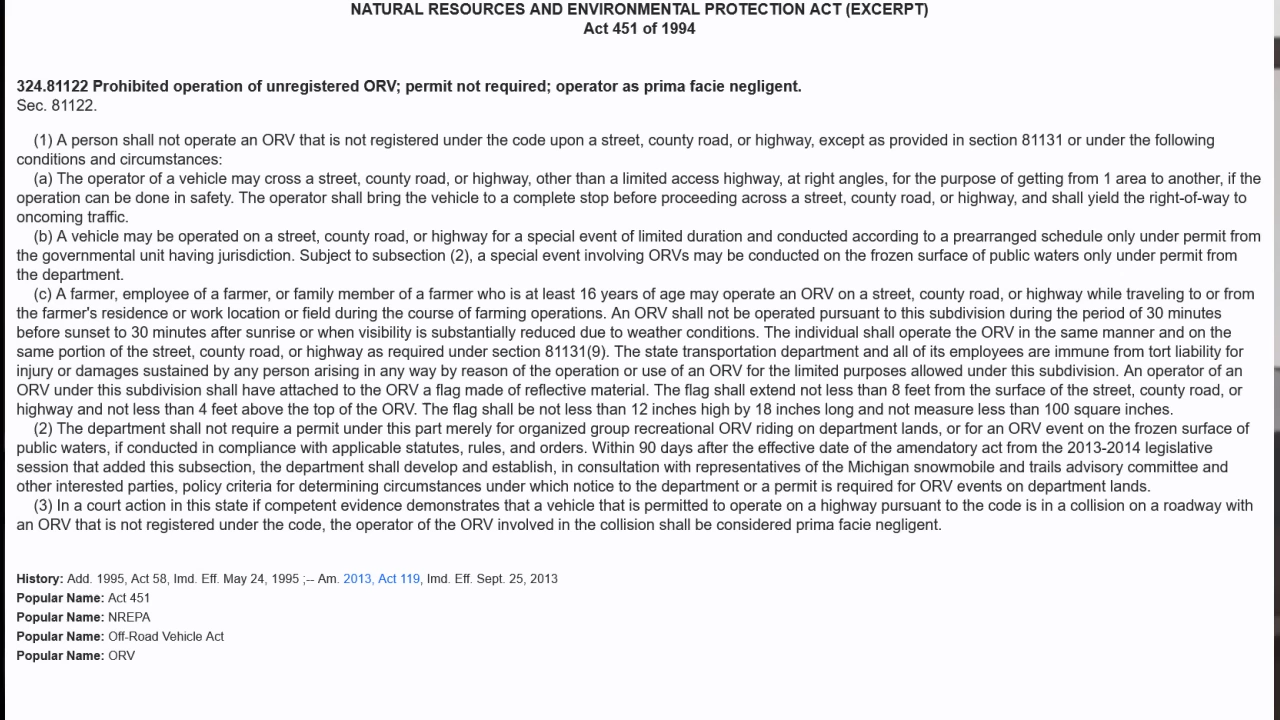 NATURAL RESOURCES AND ENVIRONMENTAL PROTECTION ACT (EXCERPT)
Act 451 of 1994
324.81122 Prohibited operation of unregistered ORV; permit not required; operator as prima facie negligent.
Sec. 81122.
(1) A person shall not operate an ORV that is not registered under the code upon a street, county road, or highway, except as provided in section 81131 or under the following
conditions and circumstances:
(a) The operator of a vehicle may cross a street, county road, or highway, other than a limited access highway, at right angles, for the purpose of getting from 1 area to another, if the
operation can be done in safety. The operator shall bring the vehicle to a complete stop before proceeding across a street, county road, or highway, and shall yield the right-of-way to
oncoming traffic.
(b) A vehicle may be operated on a street, county road, or highway for a special event of limited duration and conducted according to a prearranged schedule only under permit from
the governmental unit having jurisdiction. Subject to subsection (2), a special event involving ORVs may be conducted on the frozen surface of public waters only under permit from
the department.
(c) A farmer, employee of a farmer, or family member of a farmer who is at least 16 years of age may operate an ORV on a street, county road, or highway while traveling to or from
the farmer's residence or work location or field during the course of farming operations. An ORV shall not be operated pursuant to this subdivision during the period of 30 minutes
before sunset to 30 minutes after sunrise or when visibility is substantially reduced due to weather conditions. The individual shall operate the ORV in the same manner and on the
same portion of the street, county road, or highway as required under section 81131(9). The state transportation department and all of its employees are immune from tort liability for
injury or damages sustained by any person arising in any way by reason of the operation or use of an ORV for the limited purposes allowed under this subdivision. An operator of an
ORV under this subdivision shall have attached to the ORV a flag made of reflective material. The flag shall extend not less than 8 feet from the surface of the street, county road, or
highway and not less than 4 feet above the top of the ORV. The flag shall be not less than 12 inches high by 18 inches long and not measure less than 100 square inches.
(2) The department shall not require a permit under this part merely for organized group recreational ORV riding on department lands, or for an ORV event on the frozen surface of
public waters, if conducted in compliance with applicable statutes, rules, and orders. Within 90 days after the effective date of the amendatory act from the 2013-2014 legislative
session that added this subsection, the department shall develop and establish, in consultation with representatives of the Michigan snowmobile and trails advisory committee and
other interested parties, policy criteria for determining circumstances under which notice to the department or a permit is required for ORV events on department lands.
(3) In a court action in this state if competent evidence demonstrates that a vehicle that is permitted to operate on a highway pursuant to the code is in a collision on a roadway with
an ORV that is not registered under the code, the operator of the ORV involved in the collision shall be considered prima facie negligent.
History: Add. 1995, Act 58, Imd. Eff. May 24, 1995 ;-- Am. 2013, Act 119, Imd. Eff. Sept. 25, 2013
Popular Name: Act 451
Popular Name: NREPA
Popular Name: Off-Road Vehicle Act
Popular Name: ORV